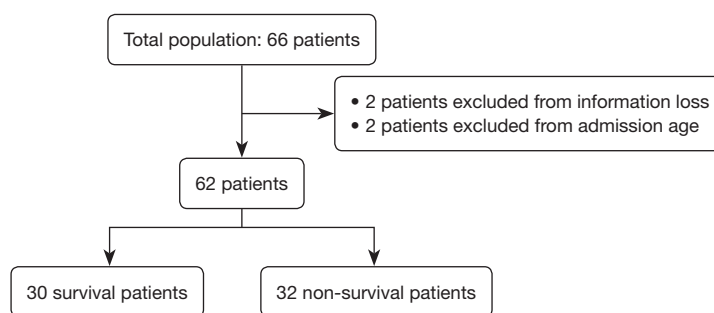 Total population: 66 patients
• 2 patients excluded from information loss
• 2 patients excluded from admission age
62 patients
30 survival patients
32 non-survival patients